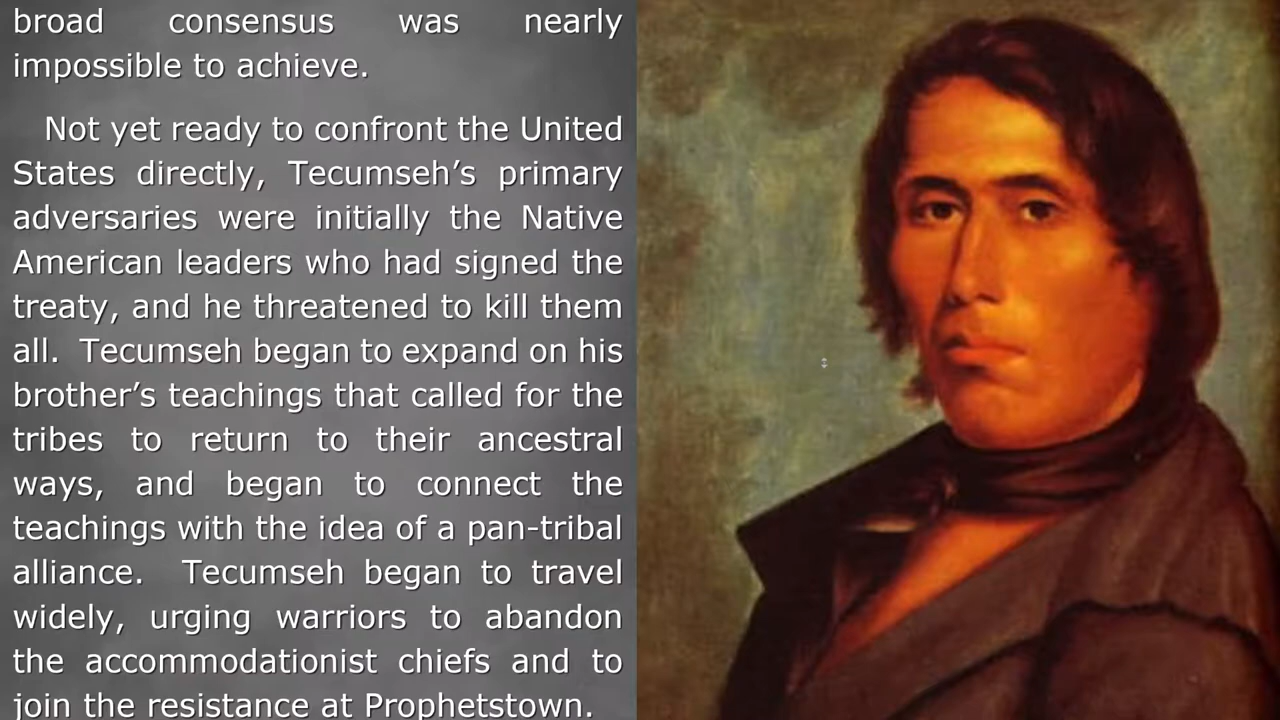 broad consensus was nearly
impossible to achieve.
Not yet ready to confront the United
States directly, Tecumseh’s primary
adversaries were initially the Native
American leaders who had signed the
treaty, and he threatened to kill them
all. Tecumseh began to expand on his
brother’s teachings that called for the
tribes to return to their ancestral
ways, and began to connect the
teachings with the idea of a pan-tribal
alliance. Tecumseh began to travel
widely, urging warriors to abandon
the accommodationist chiefs and to
join the resistance at Prophetstown.